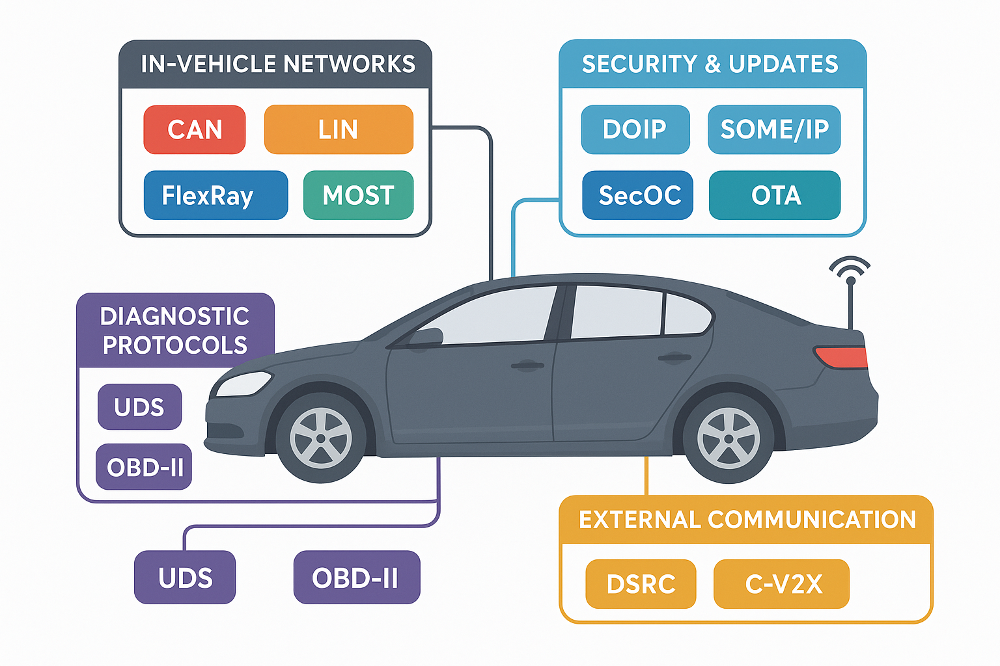 IN-VEHICLE NETWORKS
CAN LIN
FlexRay MOST
SECURITY & UPDATES
DOIP SOME/IP
SecOC OTA
DIAGNOSTIC
PROTOCOLS
UDS
OBD-II
UDS OBD-II
EXTERNAL COMMUNICATION
DSRC C-V2X